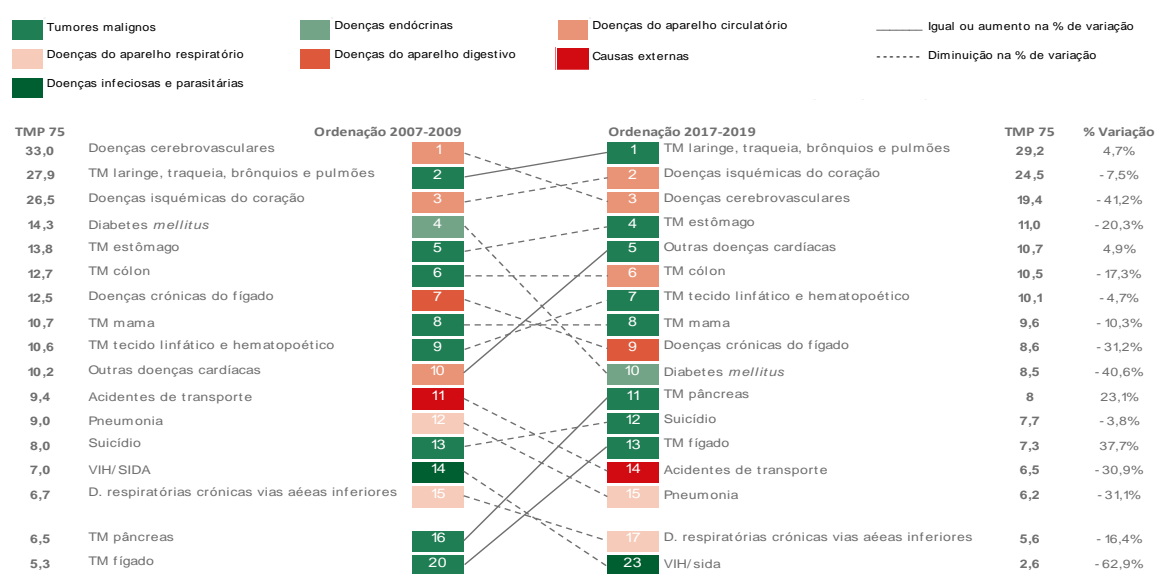 Tumores malignos Doenças endócrinas Doenças do aparelho circulatório Igual ou aumento na % de variação
Doenças do aparelho respiratório Doenças do aparelho digestivo Causas externas Diminuição na % de variação
Doenças infeciosas e parasitárias
TMP 75 Ordenação 2007-2009 Ordenação 2017-2019 TMP 75 % Variação
33,0 Doenças cerebrovasculares 1 1 TM laringe, traqueia, brônquios e pulmões 29,2 4,7%
27,9 TM laringe, traqueia, brônquios e pulmões 2 2 Doenças isquémicas do coração 24,5 - 7,5%
26,5 Doenças isquémicas do coração 3 3 Doenças cerebrovasculares 19,4 - 41,2%
14,3 Diabetes mellitus 4 4 TM estômago 11,0 - 20,3%
13,8 TM estômago 5 5 Outras doenças cardíacas 10,7 4,9%
12,7 TM cólon 6 6 TM cólon 10,5 - 17,3%
12,5 Doenças crónicas do fígado 7 7 TM tecido linfático e hematopoético 10,1 - 4,7%
10,7 TM mama 8 8 TM mama 9,6 - 10,3%
10,6 TM tecido linfático e hematopoético 9 9 Doenças crónicas do fígado 8,6 - 31,2%
10,2 Outras doenças cardíacas 10 10 Diabetes mellitus 8,5 - 40,6%
9,4 Acidentes de transporte 11 11 TM pâncreas 8 23,1%
9,0 Pneumonia 12 12 Suicídio 7,7 - 3,8%
8,0 Suicídio 13 13 TM fígado 7,3 37,7%
7,0 VIH/SIDA 14 14 Acidentes de transporte 6,5 - 30,9%
6,7 D. respiratórias crónicas vias aéeas inferiores 15 15 Pneumonia 6,2 - 31,1%
6,5 TM pâncreas 16 17 D. respiratórias crónicas vias aéeas inferiores 5,6 - 16,4%
5,3 TM fígado 20 23 VIH/sida 2,6 - 62,9%